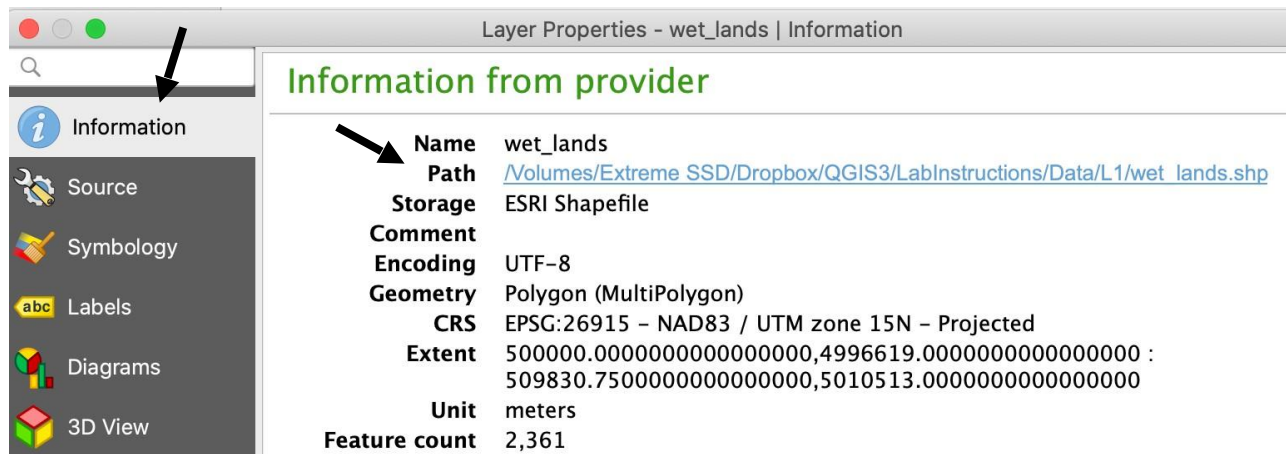 Layer Properties - wet_lands | Information
Information
Source
Symbology
abc Labels
Diagrams
3D View
Information from provider
Name wet_lands
Path /Volumes/Extreme SSD/Dropbox/QGIS3/LabInstructions/Data/L1/wet_lands.shp
Storage ESRI Shapefile
Comment
Encoding UTF-8
Geometry Polygon (MultiPolygon)
CRS EPSG:26915 – NAD83 / UTM zone 15N – Projected
Extent 500000.0000000000000000,4996619.0000000000000000 :
509830.7500000000000000,5010513.0000000000000000
Unit meters
Feature count 2,361